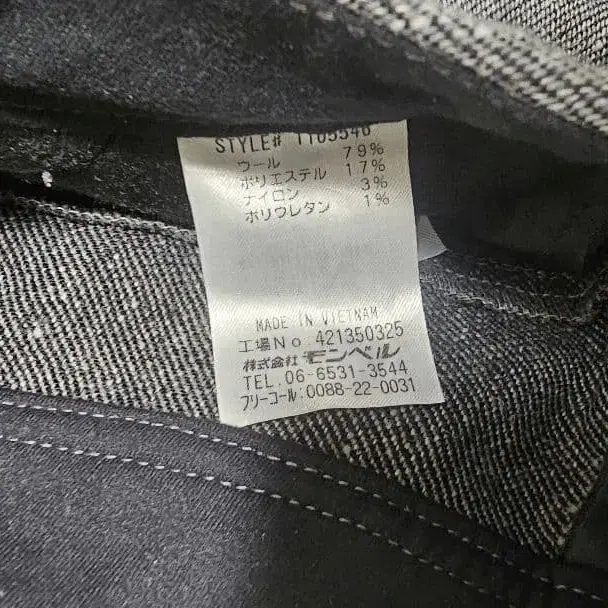 STYLE# 1105546
ウール 79%
ポリエステル 17%
ナイロン 3%
ポリウレタン 1%
MADE IN VIETNAM
工場No. 421350325
株式会社 モンベル
TEL. 06-6531-3544
フリーコール: 0088-22-0031